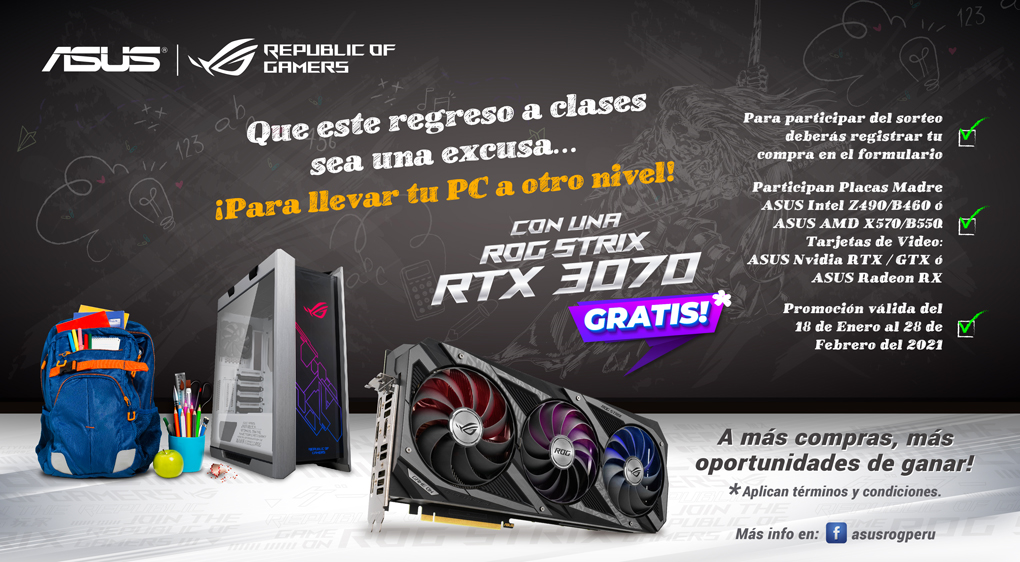 ASUS
REPUBLIC OF
GAMERS
Que este regreso a clases
sea una excusa...
¡Para llevar tu PC a otro nivel!
CON UNA
ROG STRIX
RTX 3070
GRATIS!*
Para participar del sorteo
deberás registrar tu
compra en el formulario
Participan Placas Madre
ASUS Intel Z490/B460 ó
ASUS AMD X570/B550
Tarjetas de Video:
ASUS Nvidia RTX / GTX ó
ASUS Radeon RX
Promoción válida del
18 de Enero al 28 de
Febrero del 2021
A más compras, más
oportunidades de ganar!
*Aplican términos y condiciones.
Más info en: f asusrogperu
ROG
123